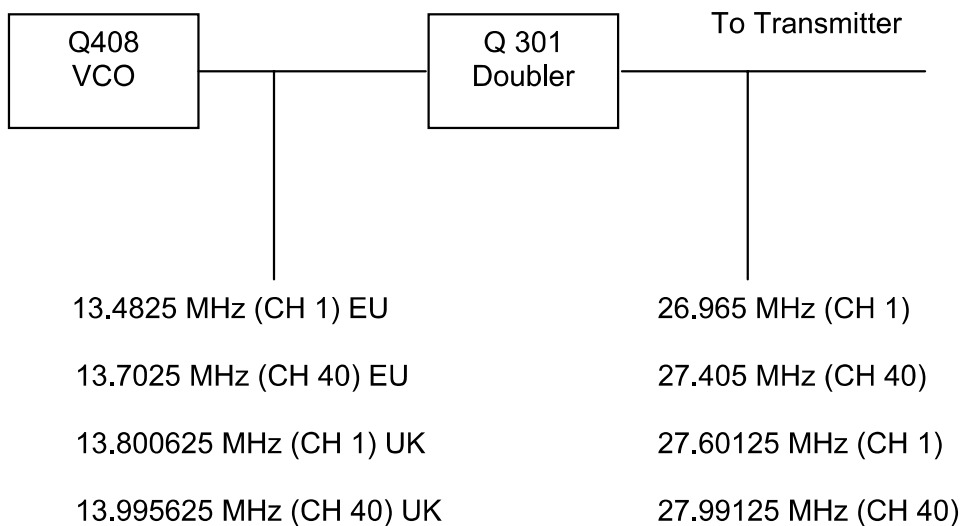 Q408
VCO
Q 301
Doubler
To Transmitter
13.4825 MHz (CH 1) EU
26.965 MHz (CH 1)
13.7025 MHz (CH 40) EU
27.405 MHz (CH 40)
13.800625 MHz (CH 1) UK
27.60125 MHz (CH 1)
13.995625 MHz (CH 40) UK
27.99125 MHz (CH 40)